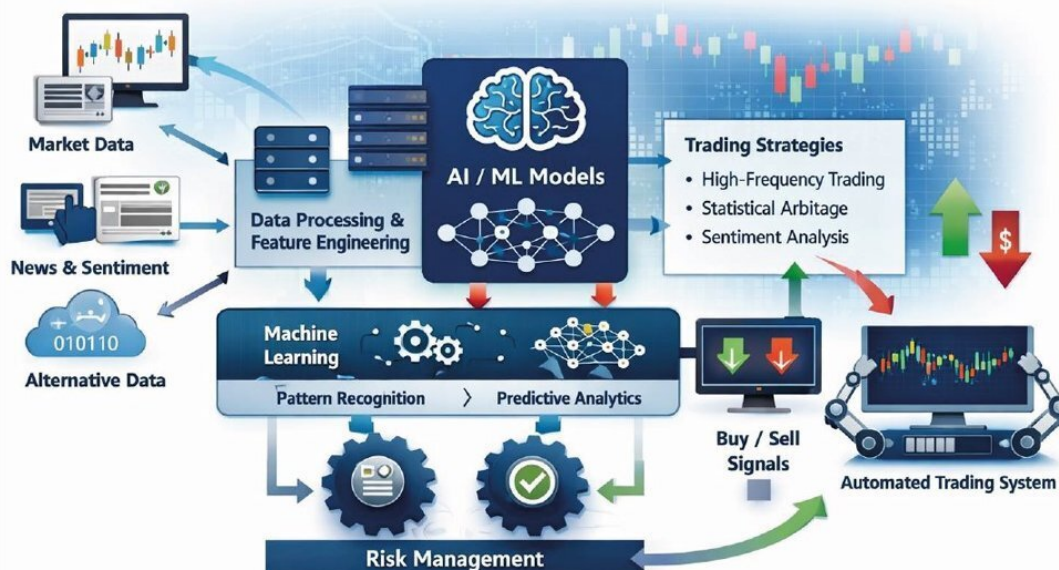 Market Data
News & Sentiment
010110
Alternative Data
Data Processing &
Feature Engineering
AI / ML Models
Trading Strategies
• High-Frequency Trading
• Statistical Arbitage
• Sentiment Analysis
$
Machine
Learning
Pattern Recognition > Predictive Analytics
Buy / Sell
Signals
Automated Trading System
Risk Management